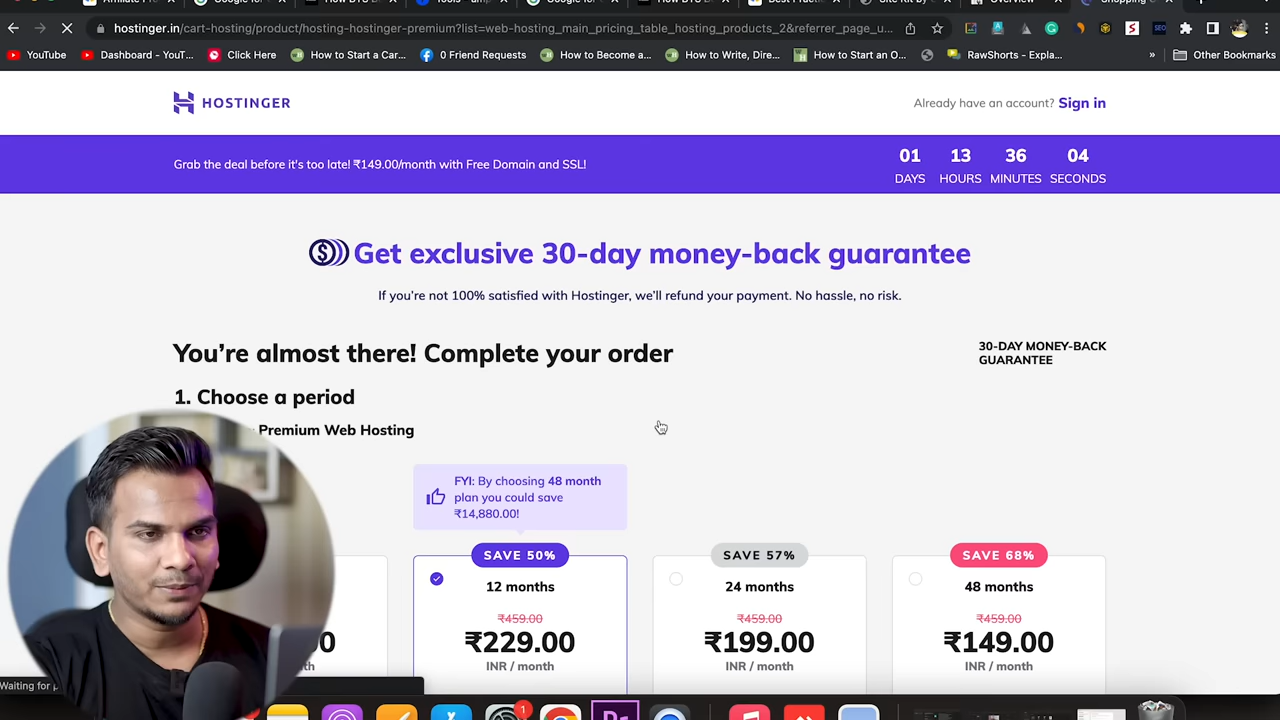 hostinger.in/cart-hosting/product/hosting-hostinger-premium?list=web-hosting_main_pricing_table_hosting_products_2&referrer_page_u...
YouTube
Dashboard - YouT...
Click Here
How to Start a Car...
0 Friend Requests
How to Become a...
How to Write, Dire...
How to Start an O...
RawShorts - Expla...
»
Other Bookmarks
HOSTINGER
Already have an account? Sign in
Grab the deal before it's too late! ₹149.00/month with Free Domain and SSL!
01 13 36 04
DAYS HOURS MINUTES SECONDS
Get exclusive 30-day money-back guarantee
If you're not 100% satisfied with Hostinger, we'll refund your payment. No hassle, no risk.
You're almost there! Complete your order
30-DAY MONEY-BACK
GUARANTEE
1. Choose a period
Premium Web Hosting
FYI: By choosing 48 month
plan you could save
₹14,880.00!
SAVE 50%
12 months
₹459.00
₹229.00
INR / month
SAVE 57%
24 months
₹459.00
₹199.00
INR / month
SAVE 68%
48 months
₹459.00
₹149.00
INR / month
Waiting for
1